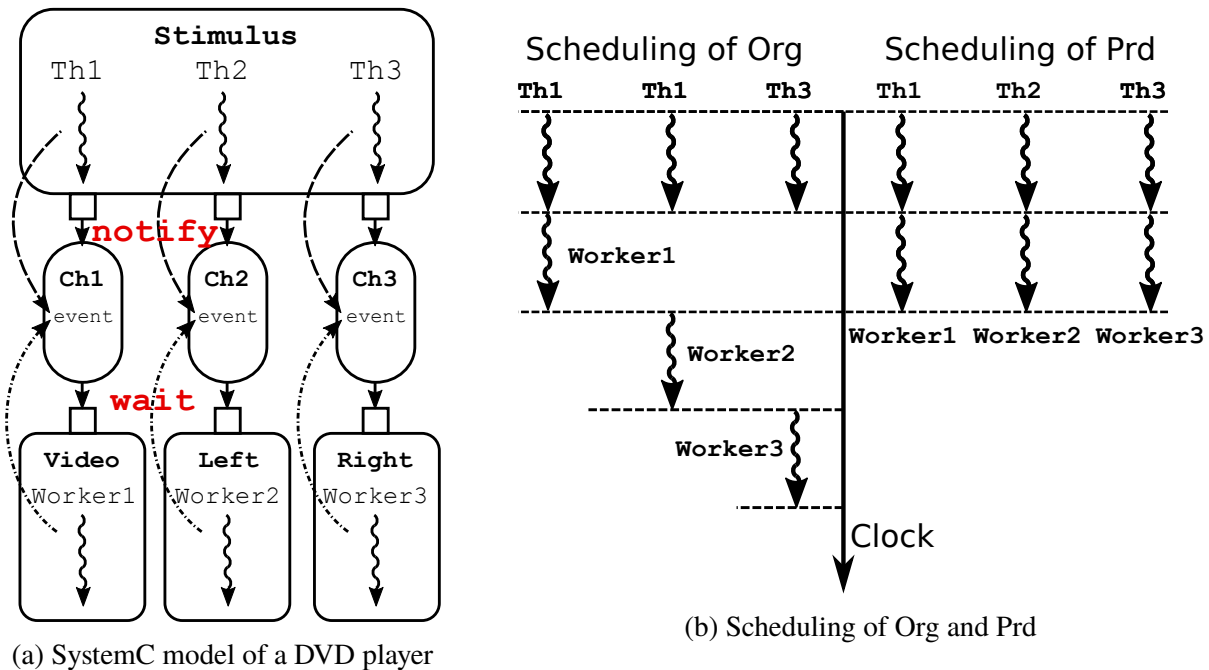 Stimulus
Th1 Th2 Th3
notify
Ch1 Ch2 Ch3
event event event
wait
Video Left Right
Worker1 Worker2 Worker3
(a) SystemC model of a DVD player
Scheduling of Org Scheduling of Prd
Th1 Th1 Th3 Th1 Th2 Th3
Worker1
Worker2
Worker3
Worker1 Worker2 Worker3
Clock
(b) Scheduling of Org and Prd